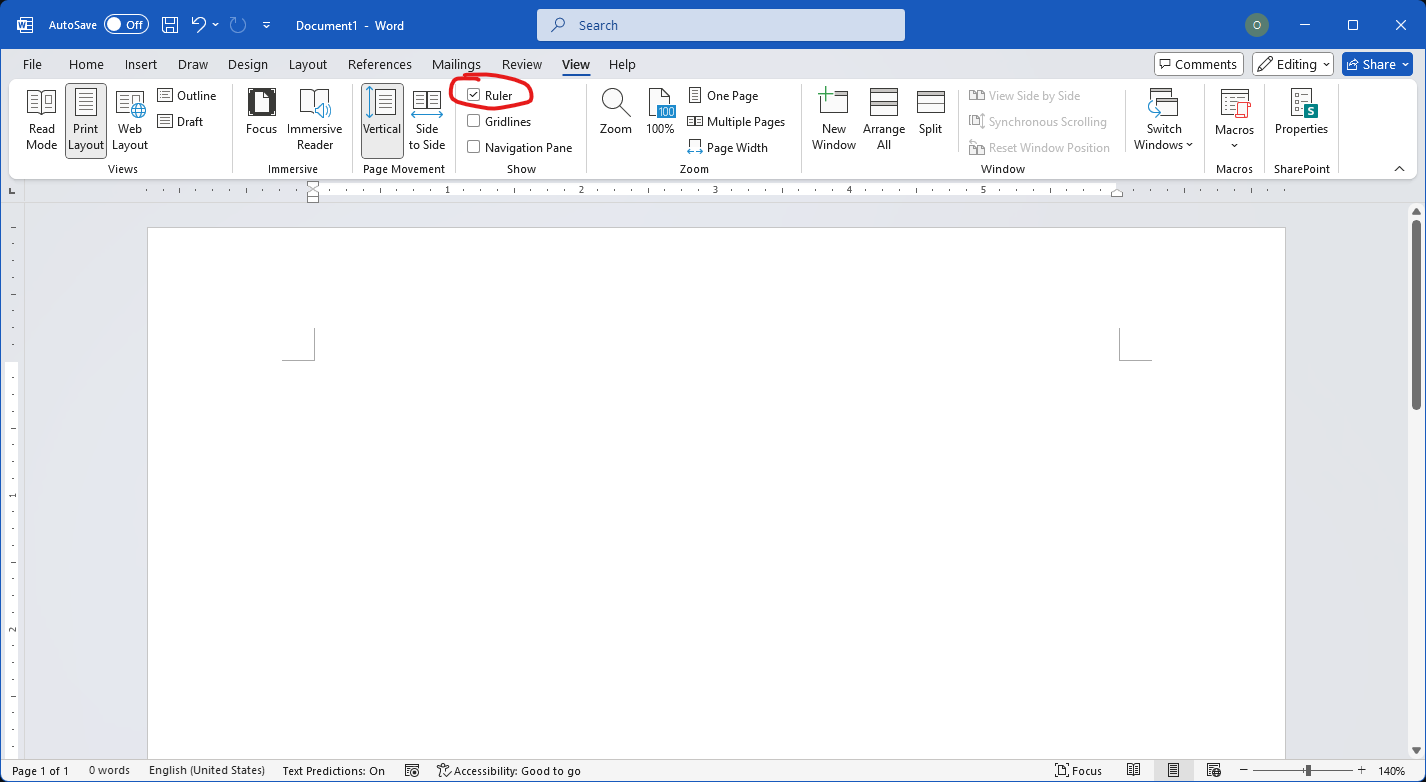 AutoSave Off Document1 - Word Search O
File Home Insert Draw Design Layout References Mailings Review View Help Comments Editing Share
Read Mode
Print Layout
Web Layout
Outline
Draft
Views
Focus
Immersive Reader
Immersive
Vertical
Side to Side
Page Movement
Ruler
Gridlines
Navigation Pane
Show
Zoom
100
100%
One Page
Multiple Pages
Page Width
Zoom
New Window
Arrange All
Split
View Side by Side
Synchronous Scrolling
Reset Window Position
Switch Windows
Window
Macros
Macros
S
Properties
SharePoint
1 2 3 4 5
1
2
Page 1 of 1 0 words English (United States) Text Predictions: On Accessibility: Good to go Focus 140%